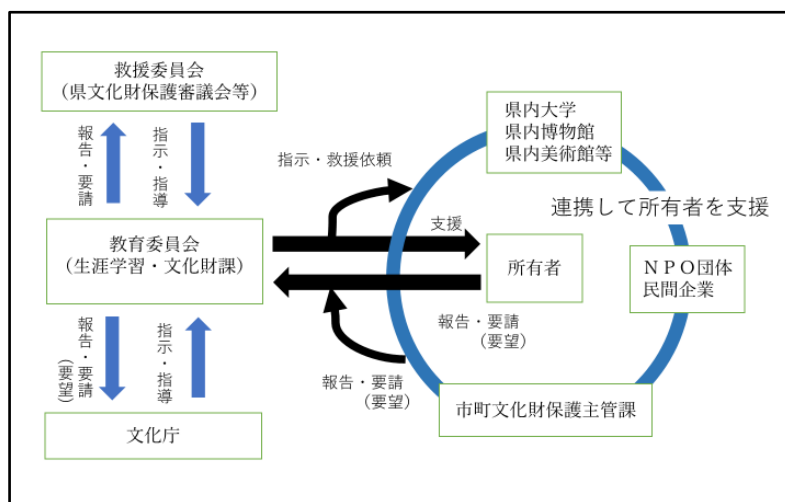 救援委員会
（県文化財保護審議会等）
報告・要請
指示・指導
教育委員会
（生涯学習・文化財課）
報告・要請
（要望）
指示・指導
文化庁
指示・救援依頼
支援
報告・要請
（要望）
報告・要請
（要望）
県内大学
県内博物館
県内美術館等
連携して所有者を支援
所有者
ＮＰＯ団体
民間企業
市町文化財保護主管課